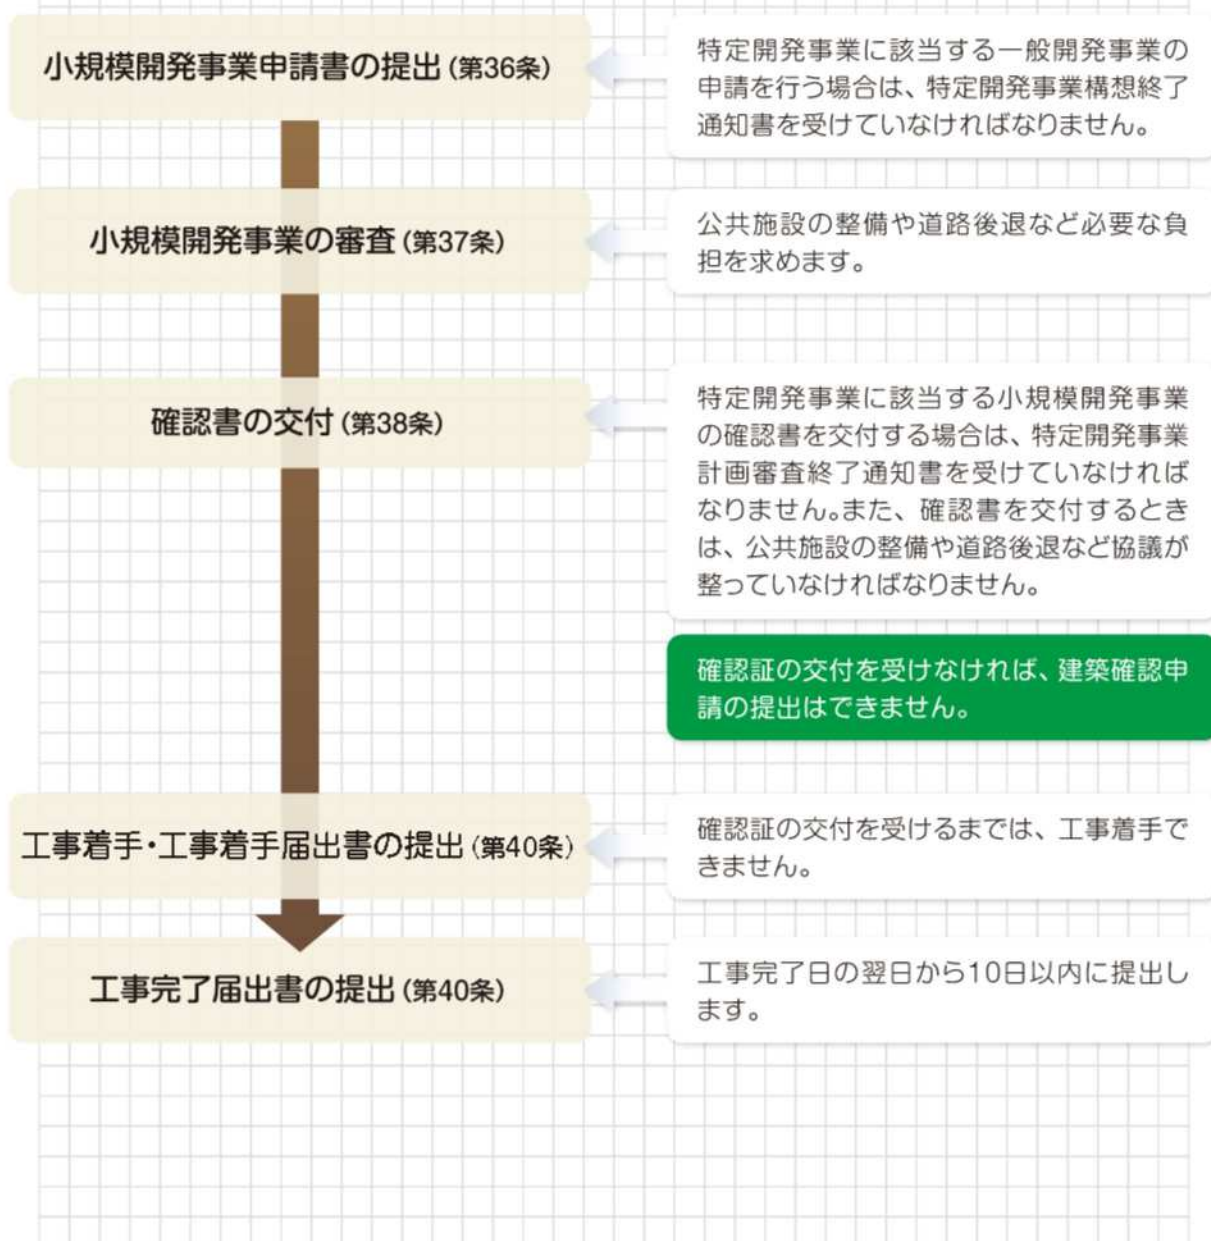 小規模開発事業申請書の提出(第36条)
特定開発事業に該当する一般開発事業の
申請を行う場合は、特定開発事業構想終了
通知書を受けていなければなりません。
小規模開発事業の審査(第37条)
公共施設の整備や道路後退など必要な負
担を求めます。
確認書の交付(第38条)
特定開発事業に該当する小規模開発事業
の確認書を交付する場合は、特定開発事業
計画審査終了通知書を受けていなければ
なりません。また、確認書を交付するとき
は、公共施設の整備や道路後退など協議が
整っていなければなりません。
確認証の交付を受けなければ、建築確認申
請の提出はできません。
工事着手・工事着手届出書の提出(第40条)
確認証の交付を受けるまでは、工事着手で
きません。
工事完了届出書の提出(第40条)
工事完了日の翌日から10日以内に提出し
ます。